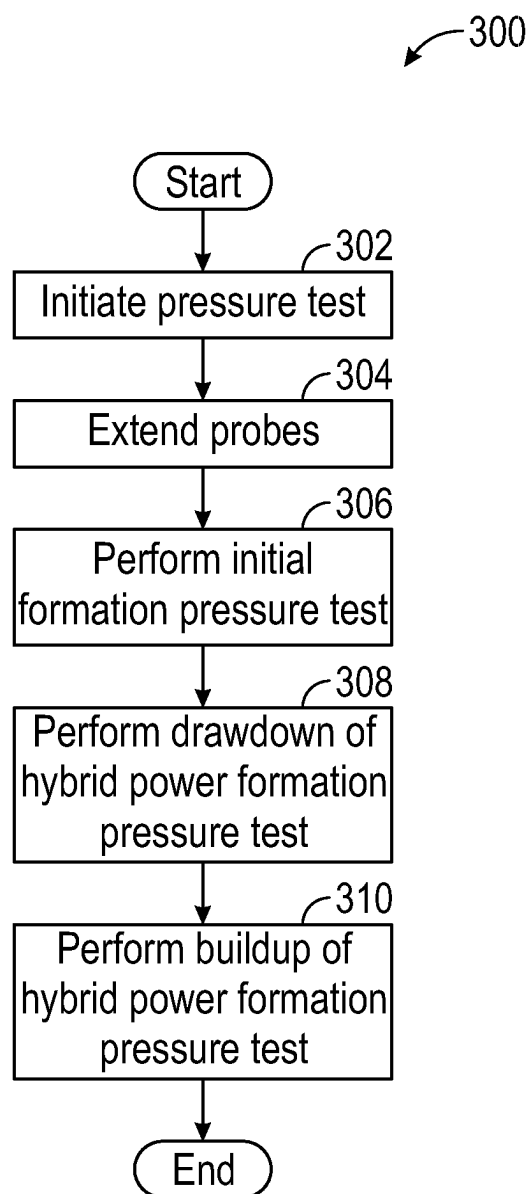 300
Start
302
Initiate pressure test
304
Extend probes
306
Perform initial
formation pressure test
308
Perform drawdown of
hybrid power formation
pressure test
310
Perform buildup of
hybrid power formation
pressure test
End